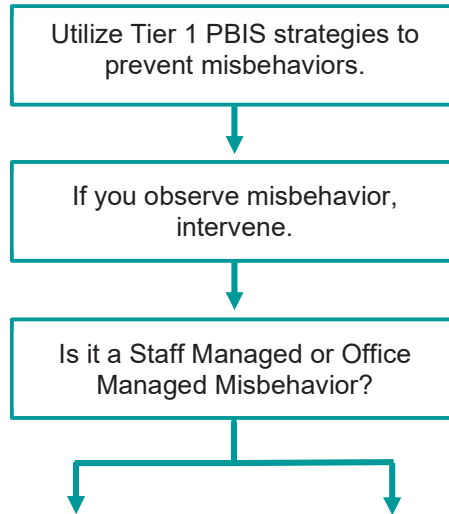 Utilize Tier 1 PBIS strategies to
prevent misbehaviors.
If you observe misbehavior,
intervene.
Is it a Staff Managed or Office
Managed Misbehavior?